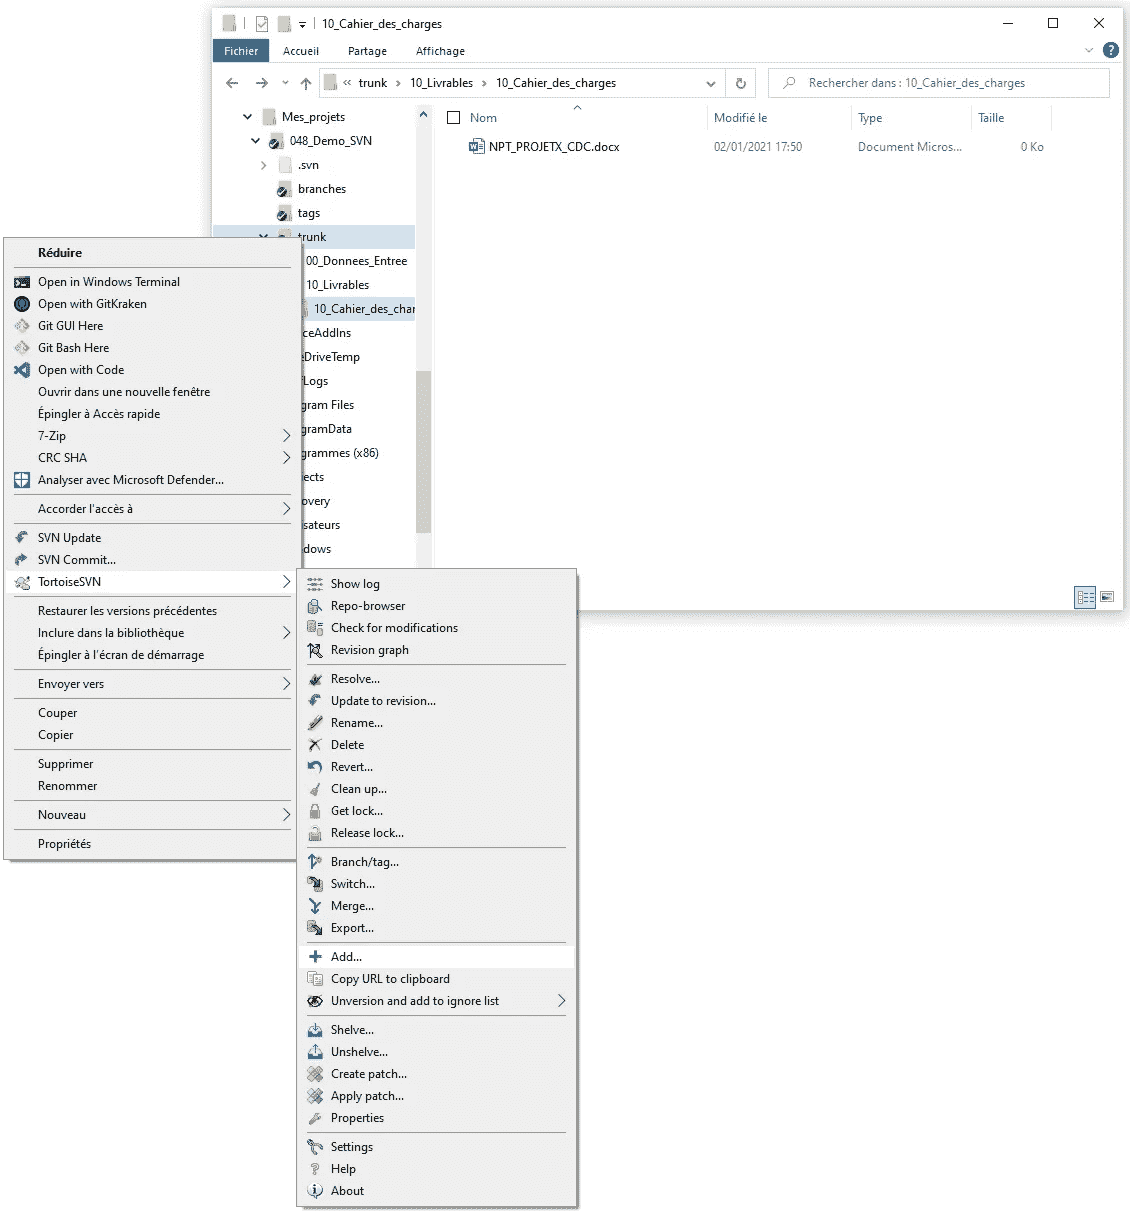 10_Cahier_des_charges
Fichier Accueil Partage Affichage
« trunk > 10_Livrables > 10_Cahier_des_charges
Rechercher dans : 10_Cahier_des_charges
Mes_projets
048_Demo_SVN
.svn
branches
tags
trunk
00_Donnees_Entree
10_Livrables
10_Cahier_des_char
ceAddIns
eDriveTemp
fLogs
gram Files
gramData
grammes (x86)
ects
overy
sateurs
dows
Nom Modifié le Type Taille
NPT_PROJETX_CDC.docx 02/01/2021 17:50 Document Micros... 0 Ko
Réduire
Open in Windows Terminal
Open with GitKraken
Git GUI Here
Git Bash Here
Open with Code
Ouvrir dans une nouvelle fenêtre
Épingler à Accès rapide
7-Zip
CRC SHA
Analyser avec Microsoft Defender...
Accorder l'accès à
SVN Update
SVN Commit...
TortoiseSVN
Restaurer les versions précédentes
Inclure dans la bibliothèque
Épingler à l'écran de démarrage
Envoyer vers
Couper
Copier
Supprimer
Renommer
Nouveau
Propriétés
Show log
Repo-browser
Check for modifications
Revision graph
Resolve...
Update to revision...
Rename...
Delete
Revert...
Clean up...
Get lock...
Release lock...
Branch/tag...
Switch...
Merge...
Export...
Add...
Copy URL to clipboard
Unversion and add to ignore list
Shelve...
Unshelve...
Create patch...
Apply patch...
Properties
Settings
Help
About